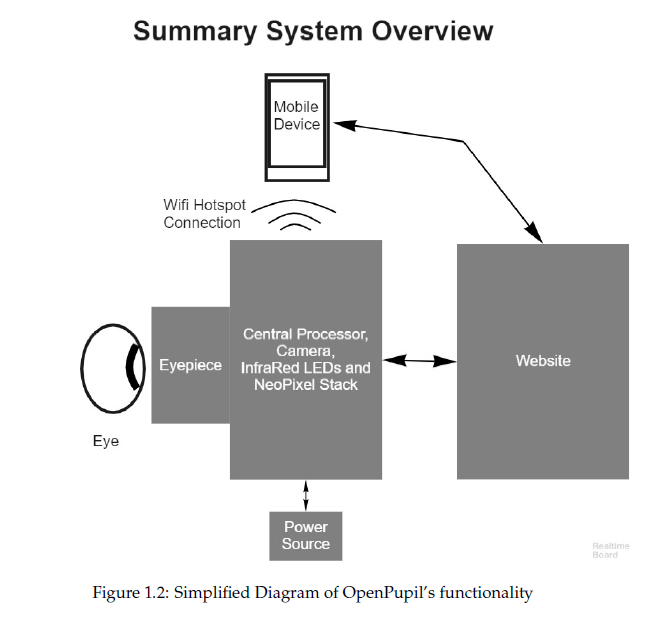 Summary System Overview
Mobile
Device
Wifi Hotspot
Connection
Central Processor,
Camera,
InfraRed LEDs and
NeoPixel Stack
Eyepiece
Website
Eye
Power
Source
Realtime
Board
Figure 1.2: Simplified Diagram of OpenPupil's functionality